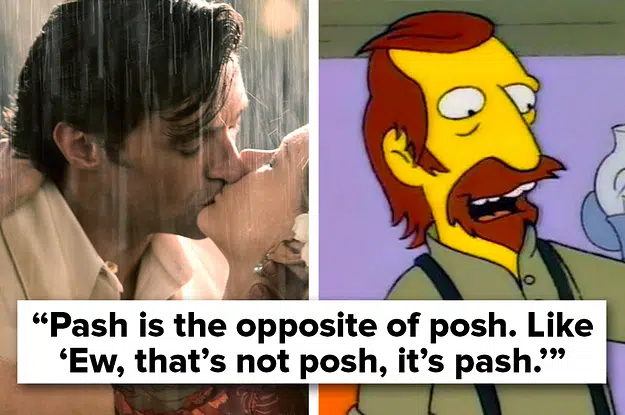 “Pash is the opposite of posh. Like
‘Ew, that’s not posh, it’s pash.’”